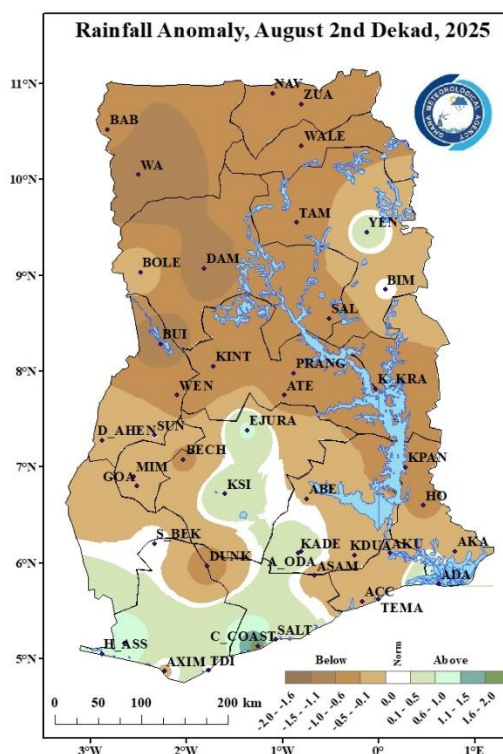 Rainfall Anomaly, August 2nd Dekad, 2025
11°N
10°N
9°N
8°N
7°N
6°N
5°N
NAV
ZUA
BAB
WALE
WA
TAM
YEN
BOLE
DAM
BIM
SAL
BUI
KINT
PRANG
K_KRA
WEN
ATE
D_AHEN
SUN
EJURA
BECH
KPAN
GOA
MIM
KSI
ABE
HO
S_BEK
KADE
KDUA
AKU
AKA
DUNK
A_ODA
ASAM
ADA
ACC
TEMA
H_ASS
C_COAST
SALT
AXIM
TDI
Below
Norm
Above
-2.0 - -1.6
-1.5 - -1.1
-1.0 - -0.6
-0.5 - -0.1
0.0
0.1 - 0.5
0.6 - 1.0
1.1 - 1.5
1.6 - 2.0
0 50 100 200 km
3°W
2°W
1°W
0°
GHANA METEOROLOGICAL AGENCY